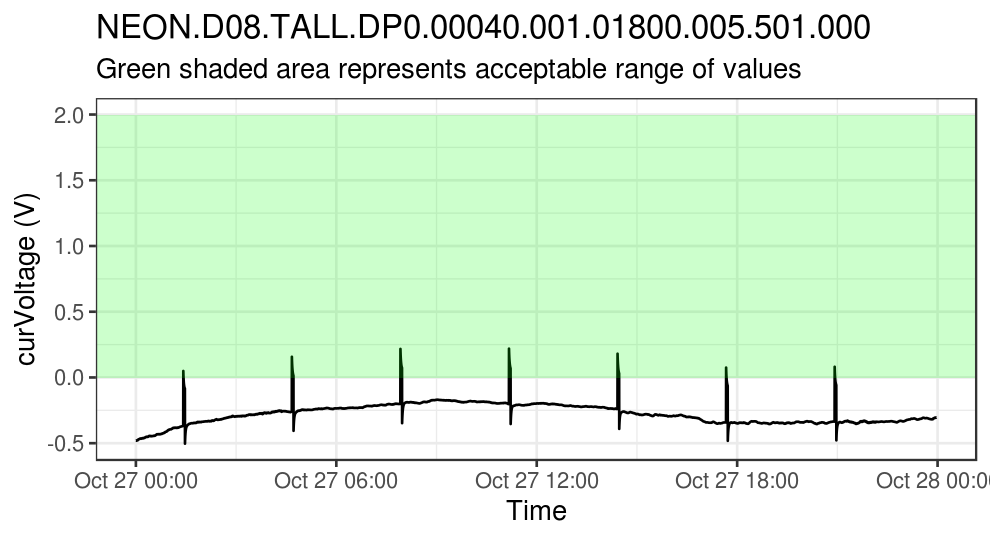 NEON.D08.TALL.DP0.00040.001.01800.005.501.000
Green shaded area represents acceptable range of values
curVoltage (V)
2.0
1.5
1.0
0.5
0.0
-0.5
Oct 27 00:00 Oct 27 06:00 Oct 27 12:00 Oct 27 18:00 Oct 28 00:0
Time